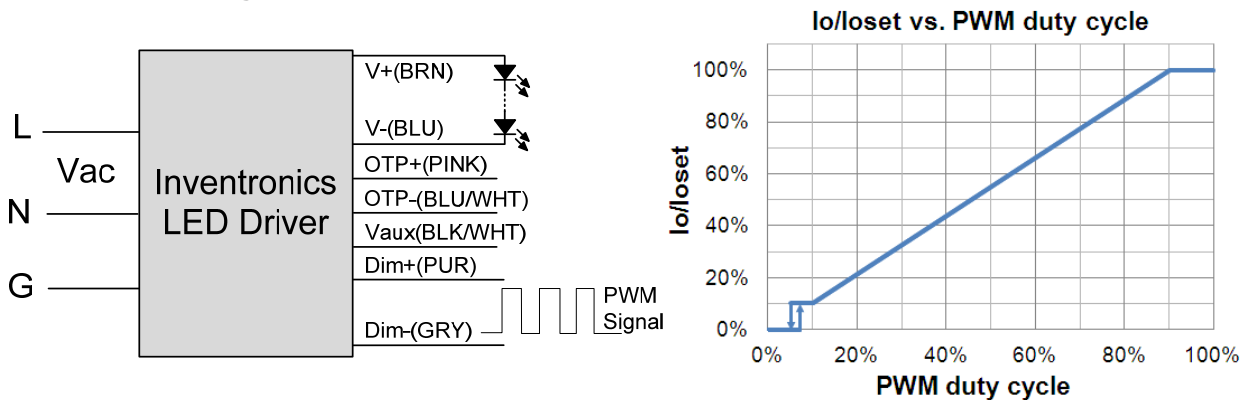 L
Vac
N
G
Inventronics
LED Driver
V+(BRN)
V-(BLU)
OTP+(PINK)
OTP-(BLU/WHT)
Vaux(BLK/WHT)
Dim+(PUR)
Dim-(GRY)
PWM
Signal
Io/Ioset vs. PWM duty cycle
Io/Ioset
100%
80%
60%
40%
20%
0%
0% 20% 40% 60% 80% 100%
PWM duty cycle